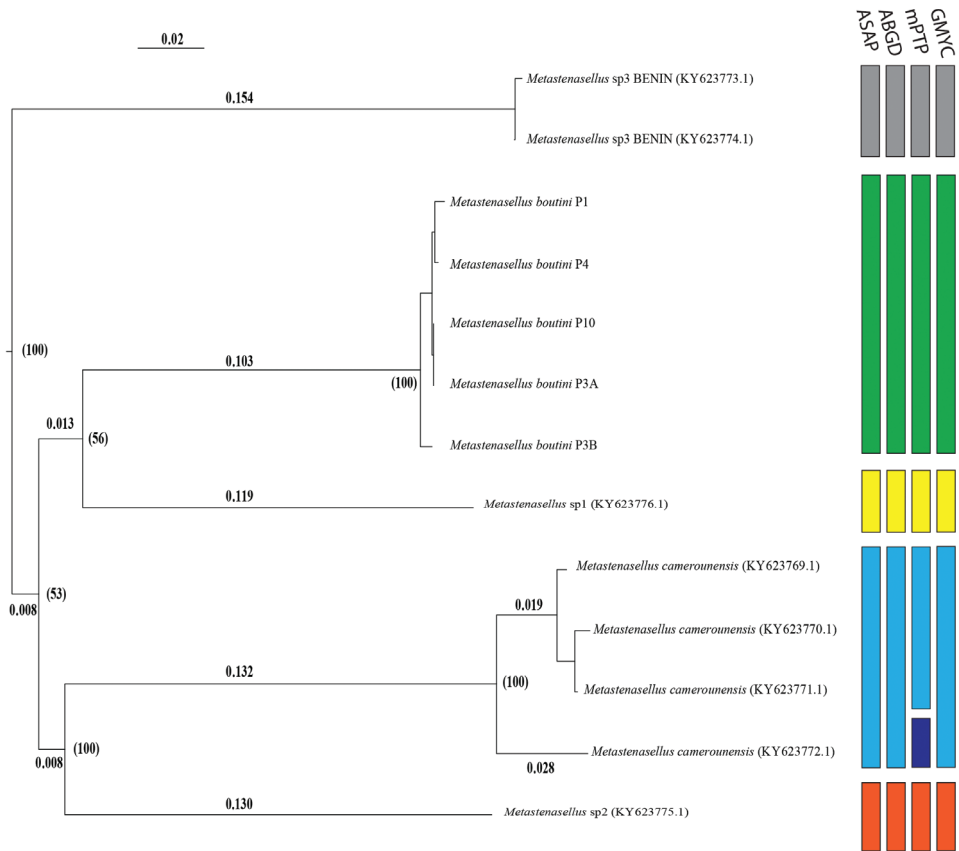 ASAP
ABGD
mPTP
GMYC
0.02
Metastenasellus sp3 BENIN (KY623773.1)
0.154
Metastenasellus sp3 BENIN (KY623774.1)
Metastenasellus boutini P1
Metastenasellus boutini P4
Metastenasellus boutini P10
(100)
0.103
(100)
Metastenasellus boutini P3A
0.013
(56)
Metastenasellus boutini P3B
0.119
Metastenasellus sp1 (KY623776.1)
Metastenasellus camerounensis (KY623769.1)
0.008
(53)
0.019
Metastenasellus camerounensis (KY623770.1)
0.132
(100)
Metastenasellus camerounensis (KY623771.1)
(100)
Metastenasellus camerounensis (KY623772.1)
0.008
0.028
0.130
Metastenasellus sp2 (KY623775.1)